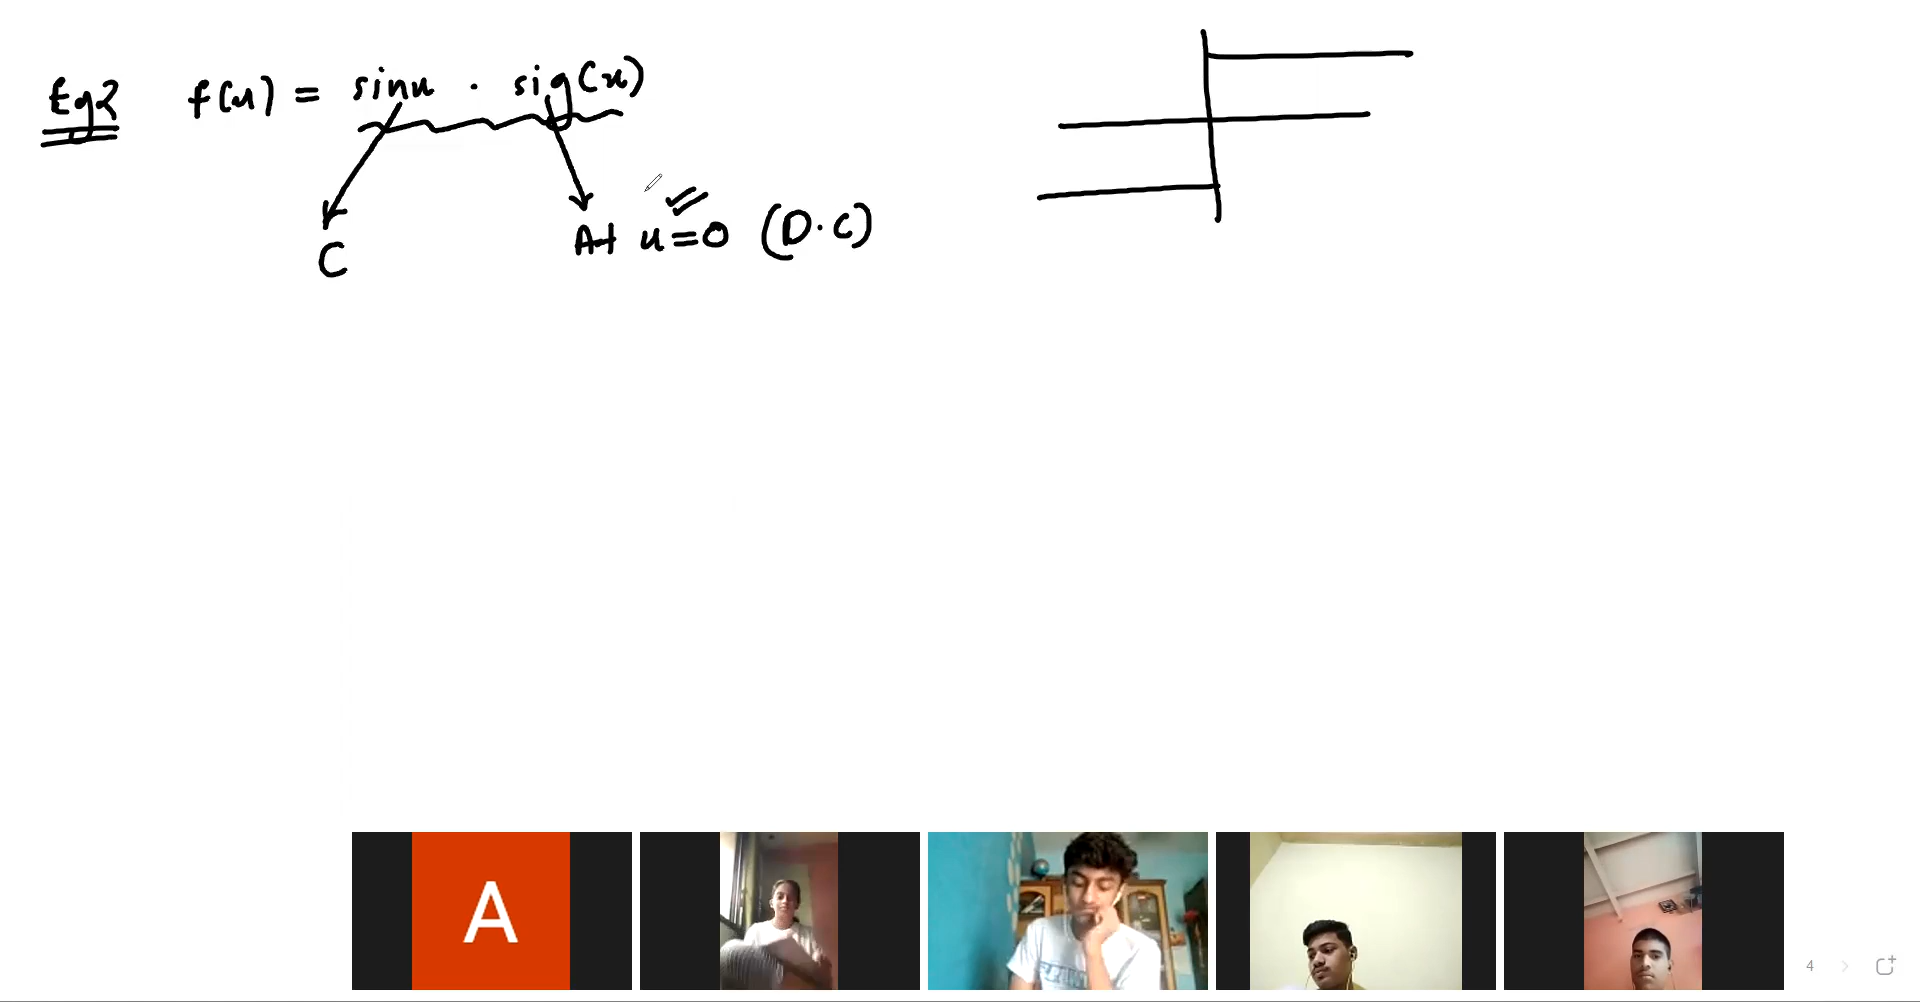 Eg2 f(x) = sinx . sig(x)
C
At x=0 (D.C)
A
4